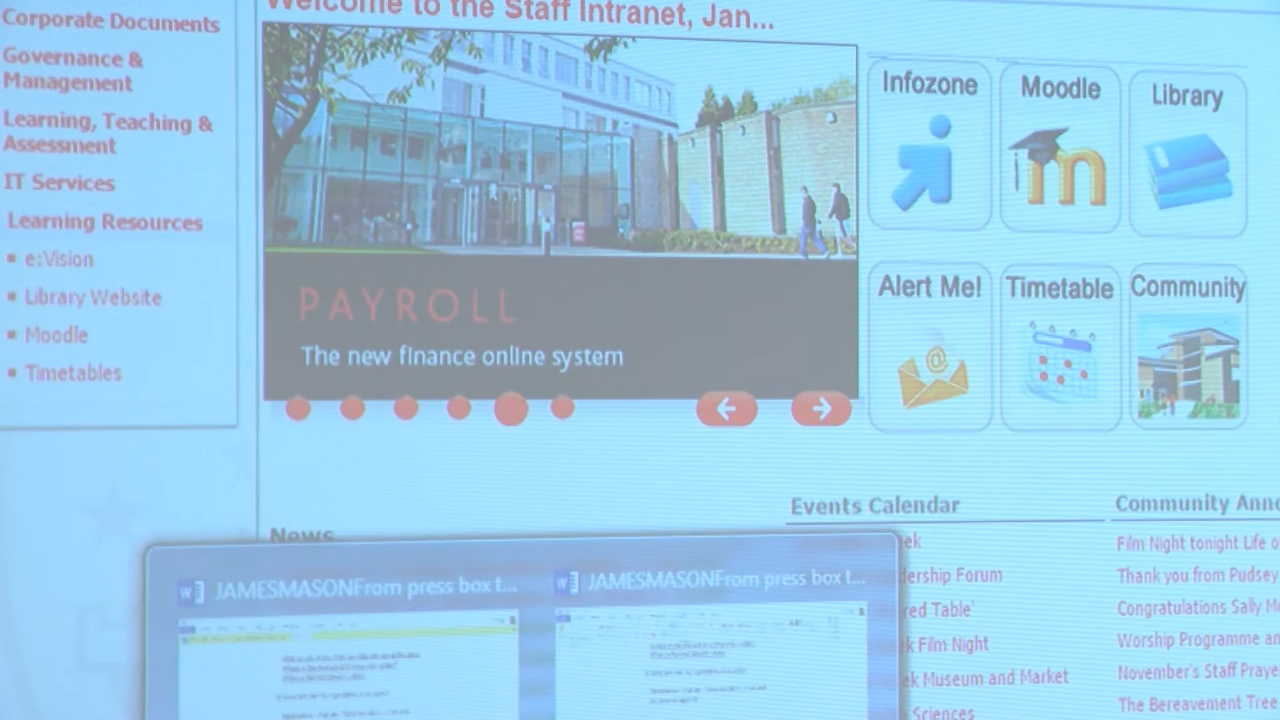 Welcome to the Staff Intranet, Jan...
Corporate Documents
Governance &
Management
Learning, Teaching &
Assessment
IT Services
Learning Resources
e:Vision
Library Website
Moodle
Timetables
PAYROLL
The new finance online system
Infozone
Moodle
Library
Alert Me!
Timetable
Community
News
Events Calendar
ek
ership Forum
red Table'
k Film Night
ek Museum and Market
Sciences
Community Ann
Film Night tonight Life o
Thank you from Pudsey
Congratulations Sally M
Worship Programme an
November's Staff Praye
The Bereavement Tree
JAMESMASONFrom press box t...
JAMESMASONFrom press box t...